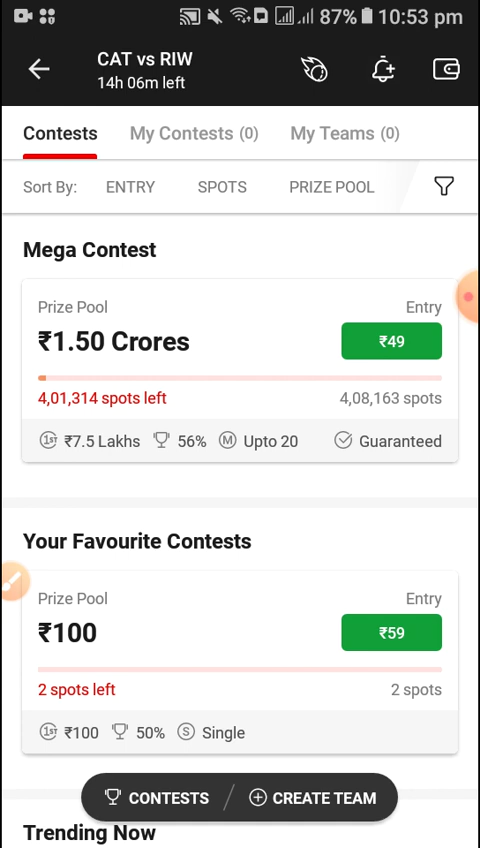 87% 10:53 pm
CAT vs RIW
14h 06m left
Contests My Contests (0) My Teams (0)
Sort By: ENTRY SPOTS PRIZE POOL
Mega Contest
Prize Pool Entry
₹1.50 Crores ₹49
4,01,314 spots left 4,08,163 spots
1ST ₹7.5 Lakhs 56% M Upto 20 Guaranteed
Your Favourite Contests
Prize Pool Entry
₹100 ₹59
2 spots left 2 spots
1ST ₹100 50% S Single
CONTESTS / CREATE TEAM
Trending Now